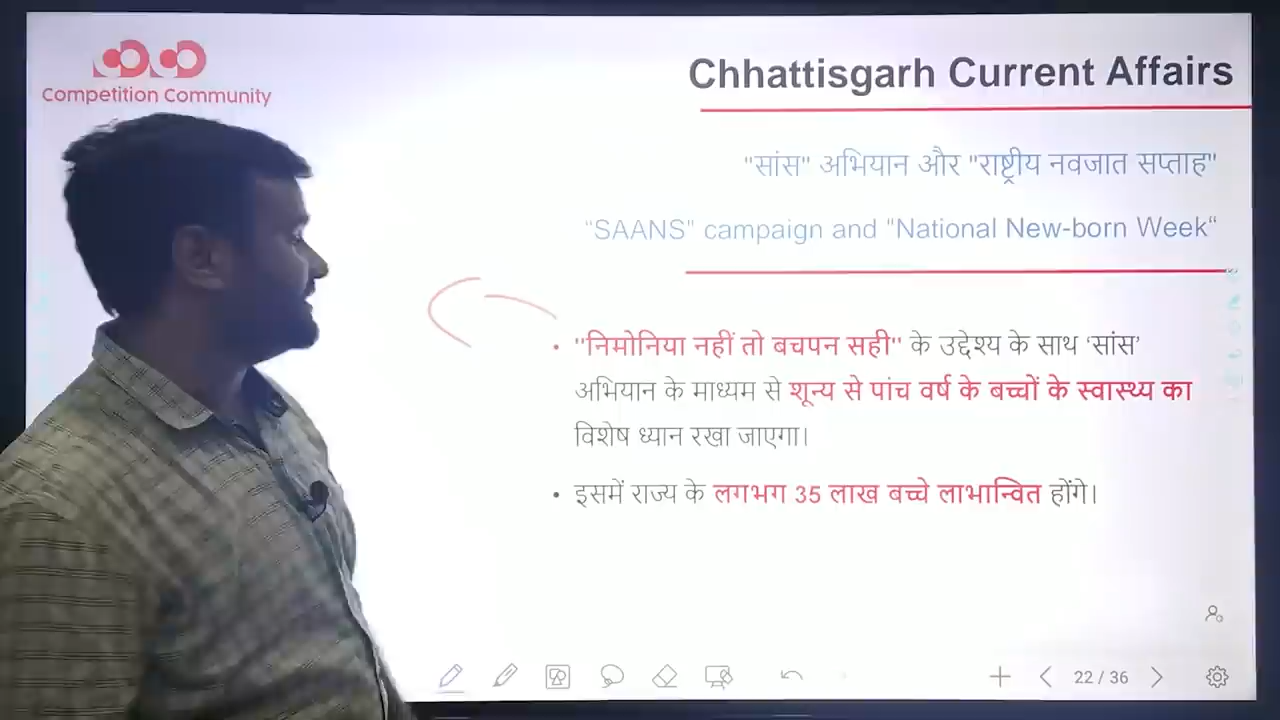 Competition Community
Chhattisgarh Current Affairs
"सांस" अभियान और "राष्ट्रीय नवजात सप्ताह"
"SAANS" campaign and "National New-born Week“
• "निमोनिया नहीं तो बचपन सही" के उद्देश्य के साथ 'सांस'
अभियान के माध्यम से शून्य से पांच वर्ष के बच्चों के स्वास्थ्य का
विशेष ध्यान रखा जाएगा।
• इसमें राज्य के लगभग 35 लाख बच्चे लाभान्वित होंगे।
22 / 36